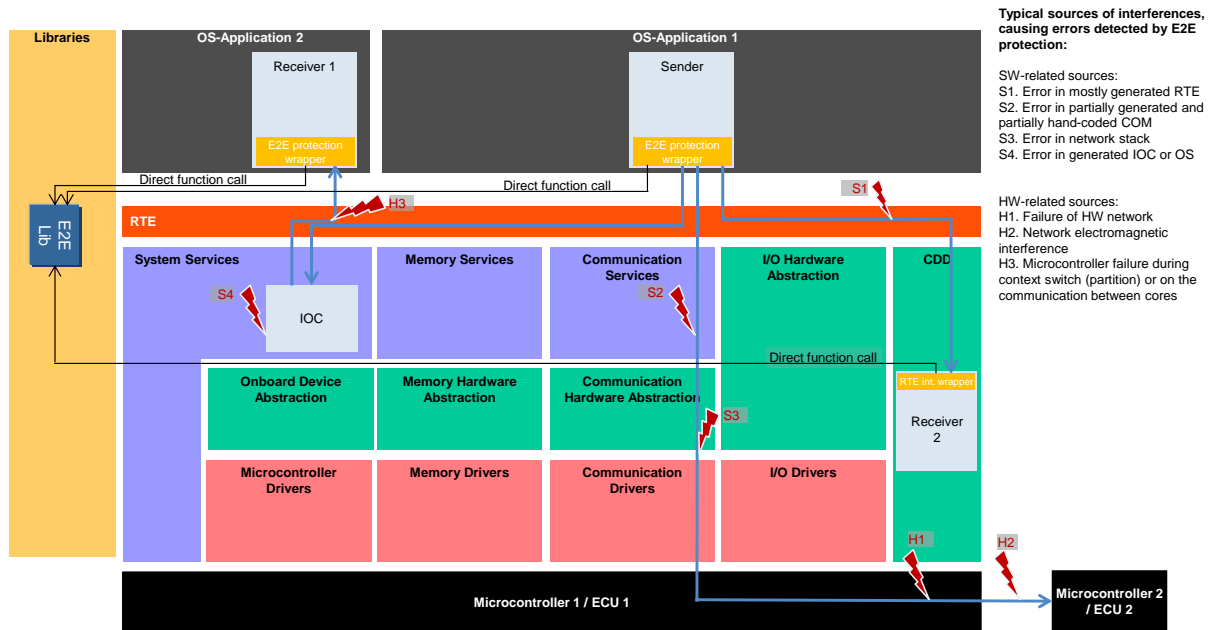 Libraries
OS-Application 2
OS-Application 1
Receiver 1
Sender
E2E protection
wrapper
E2E protection
wrapper
Direct function call
Direct function call
S1
H3
E2E
Lib
RTE
System Services
Memory Services
Communication
Services
I/O Hardware
Abstraction
CDD
S4
S2
IOC
Direct function call
Onboard Device
Abstraction
Memory Hardware
Abstraction
Communication
Hardware Abstraction
RTE int. wrapper
Receiver
2
S3
Microcontroller
Drivers
Memory Drivers
Communication
Drivers
I/O Drivers
H1
H2
Microcontroller 1 / ECU 1
Microcontroller 2
/ ECU 2
Typical sources of interferences,
causing errors detected by E2E
protection:
SW-related sources:
S1. Error in mostly generated RTE
S2. Error in partially generated and
partially hand-coded COM
S3. Error in network stack
S4. Error in generated IOC or OS
HW-related sources:
H1. Failure of HW network
H2. Network electromagnetic
interference
H3. Microcontroller failure during
context switch (partition) or on the
communication between cores